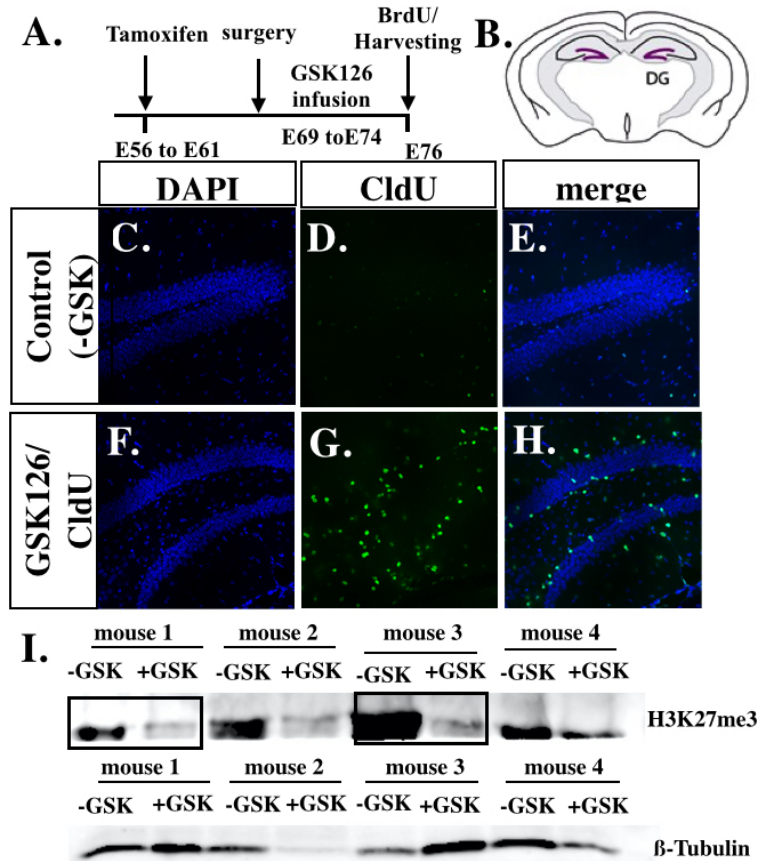 A.
Tamoxifen surgery BrdU/
Harvesting
GSK126
infusion
E56 to E61 E69 toE74 E76
B.
DG
DAPI CldU merge
Control
(-GSK)
C. D. E.
GSK126/
CldU
F. G. H.
I.
mouse 1 mouse 2 mouse 3 mouse 4
-GSK +GSK -GSK +GSK -GSK +GSK -GSK +GSK
H3K27me3
mouse 1 mouse 2 mouse 3 mouse 4
-GSK +GSK -GSK +GSK -GSK +GSK -GSK +GSK
ß-Tubulin